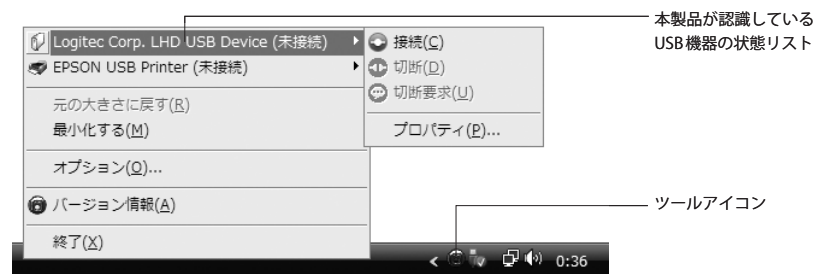 本製品が認識している
USB機器の状態リスト
Logitec Corp. LHD USB Device (未接続)
EPSON USB Printer (未接続)
元の大きさに戻す(R)
最小化する(M)
オプション(O)...
バージョン情報(A)
終了(X)
接続(C)
切断(D)
切断要求(U)
プロパティ(P)...
ツールアイコン
0:36